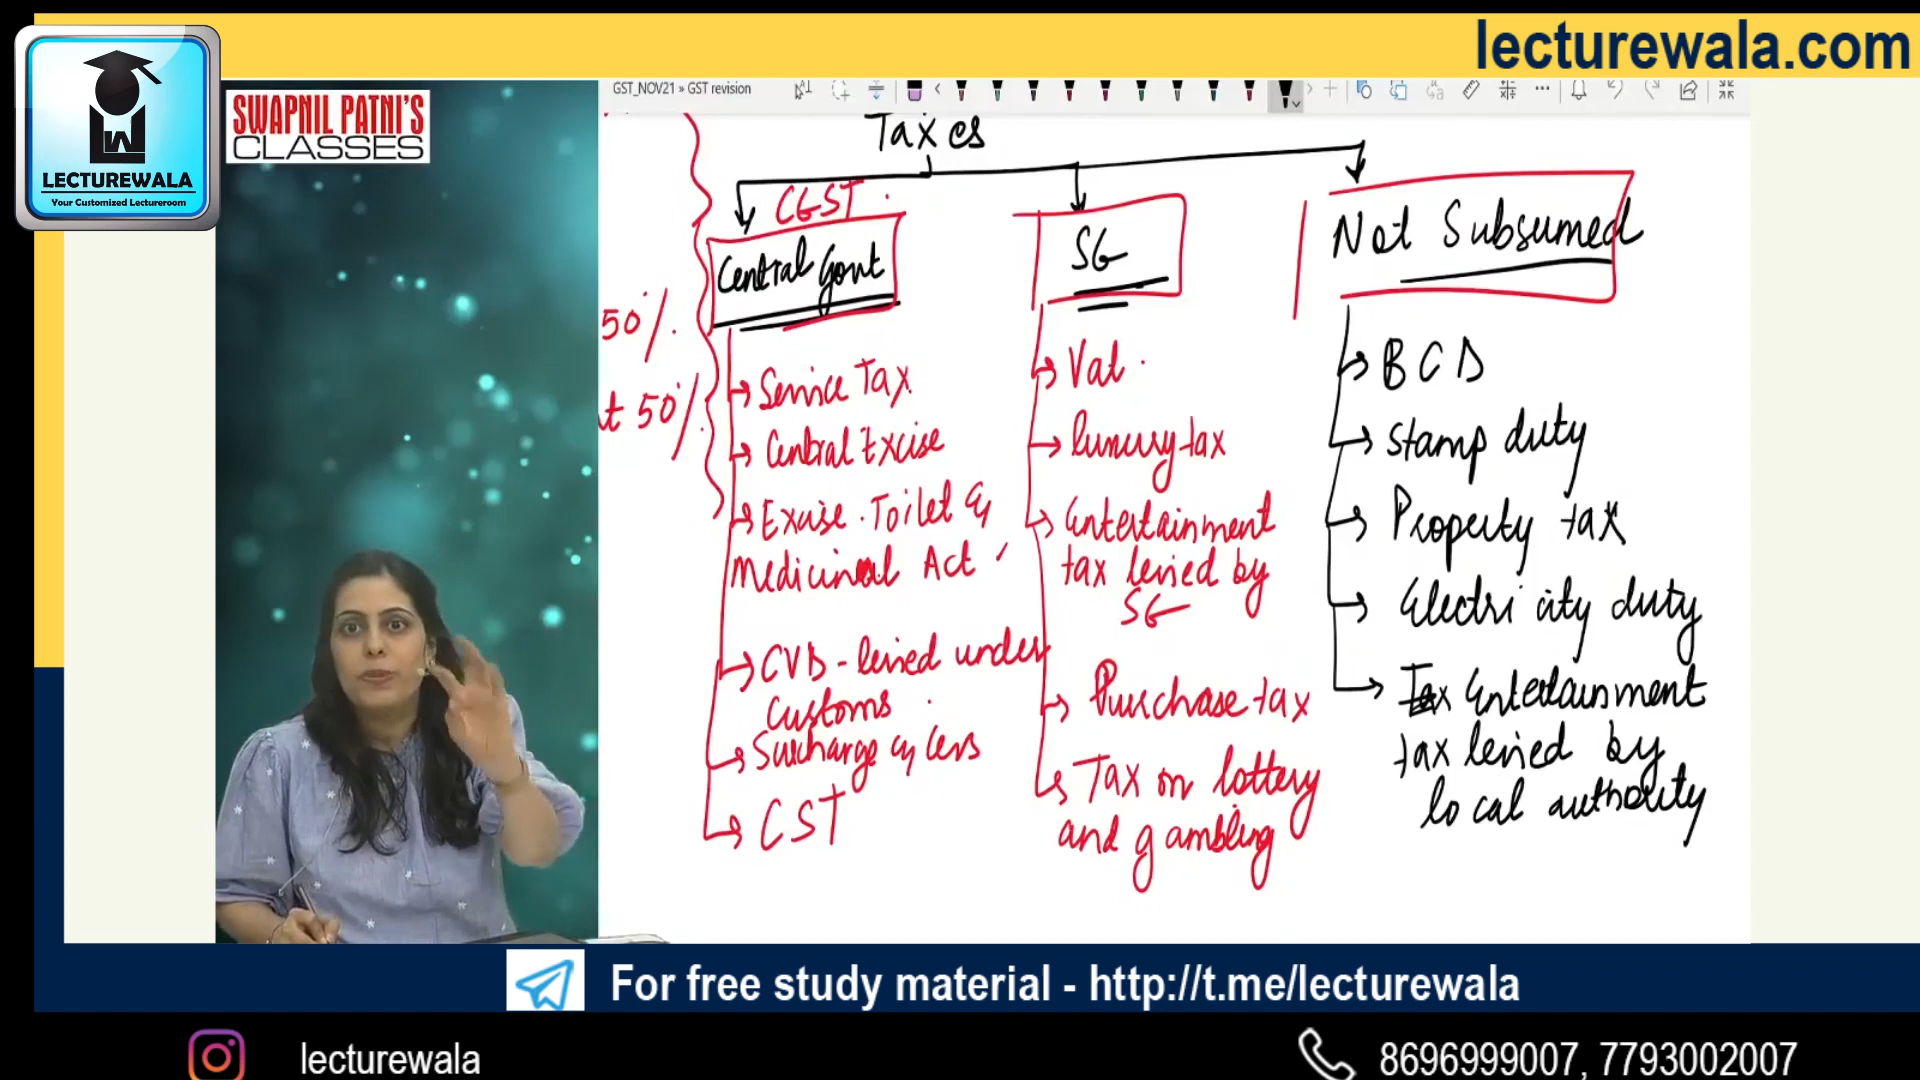 lecturewala.com
LECTUREWALA
Your Customized Lectureroom
SWAPNIL PATNI'S
CLASSES
GST_NOV21 » GST revision
Taxes
CGST
Central Govt
SG
Not Subsumed
50%.
t 50%.
Service Tax
Central Excise
Excise. Toilet &
Medicinal Act
CVD - levied under
Customs
Surcharge & Cess
CST
Vat
luxury tax
Entertainment
tax levied by
SG
Purchase tax
Tax on lottery
and gambling
BCD
Stamp duty
Property tax
Electricity duty
Tax Entertainment
tax levied by
local authority
For free study material - http://t.me/lecturewala
lecturewala
8696999007, 7793002007